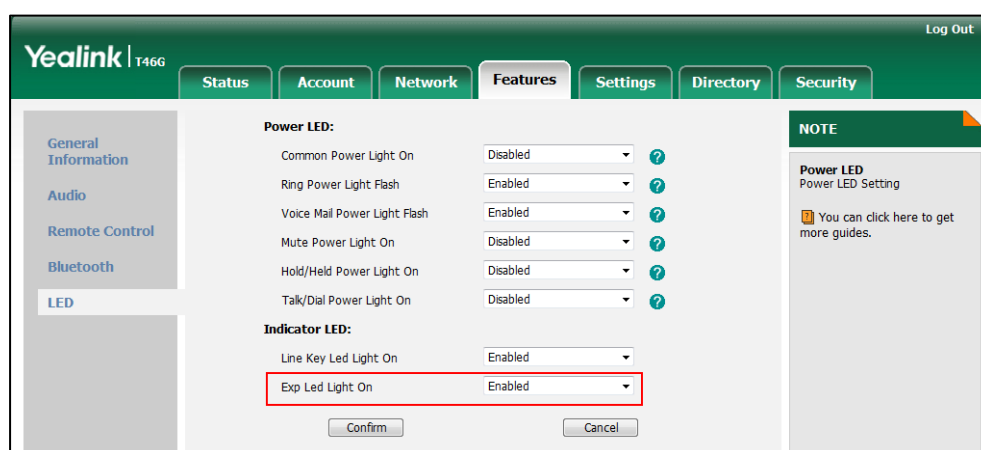 Log Out
Yealink T46G
Status Account Network Features Settings Directory Security
General
Information
Audio
Remote Control
Bluetooth
LED
Power LED:
Common Power Light On Disabled
Ring Power Light Flash Enabled
Voice Mail Power Light Flash Enabled
Mute Power Light On Disabled
Hold/Held Power Light On Disabled
Talk/Dial Power Light On Disabled
Indicator LED:
Line Key Led Light On Enabled
Exp Led Light On Enabled
Confirm Cancel
NOTE
Power LED
Power LED Setting
You can click here to get
more guides.